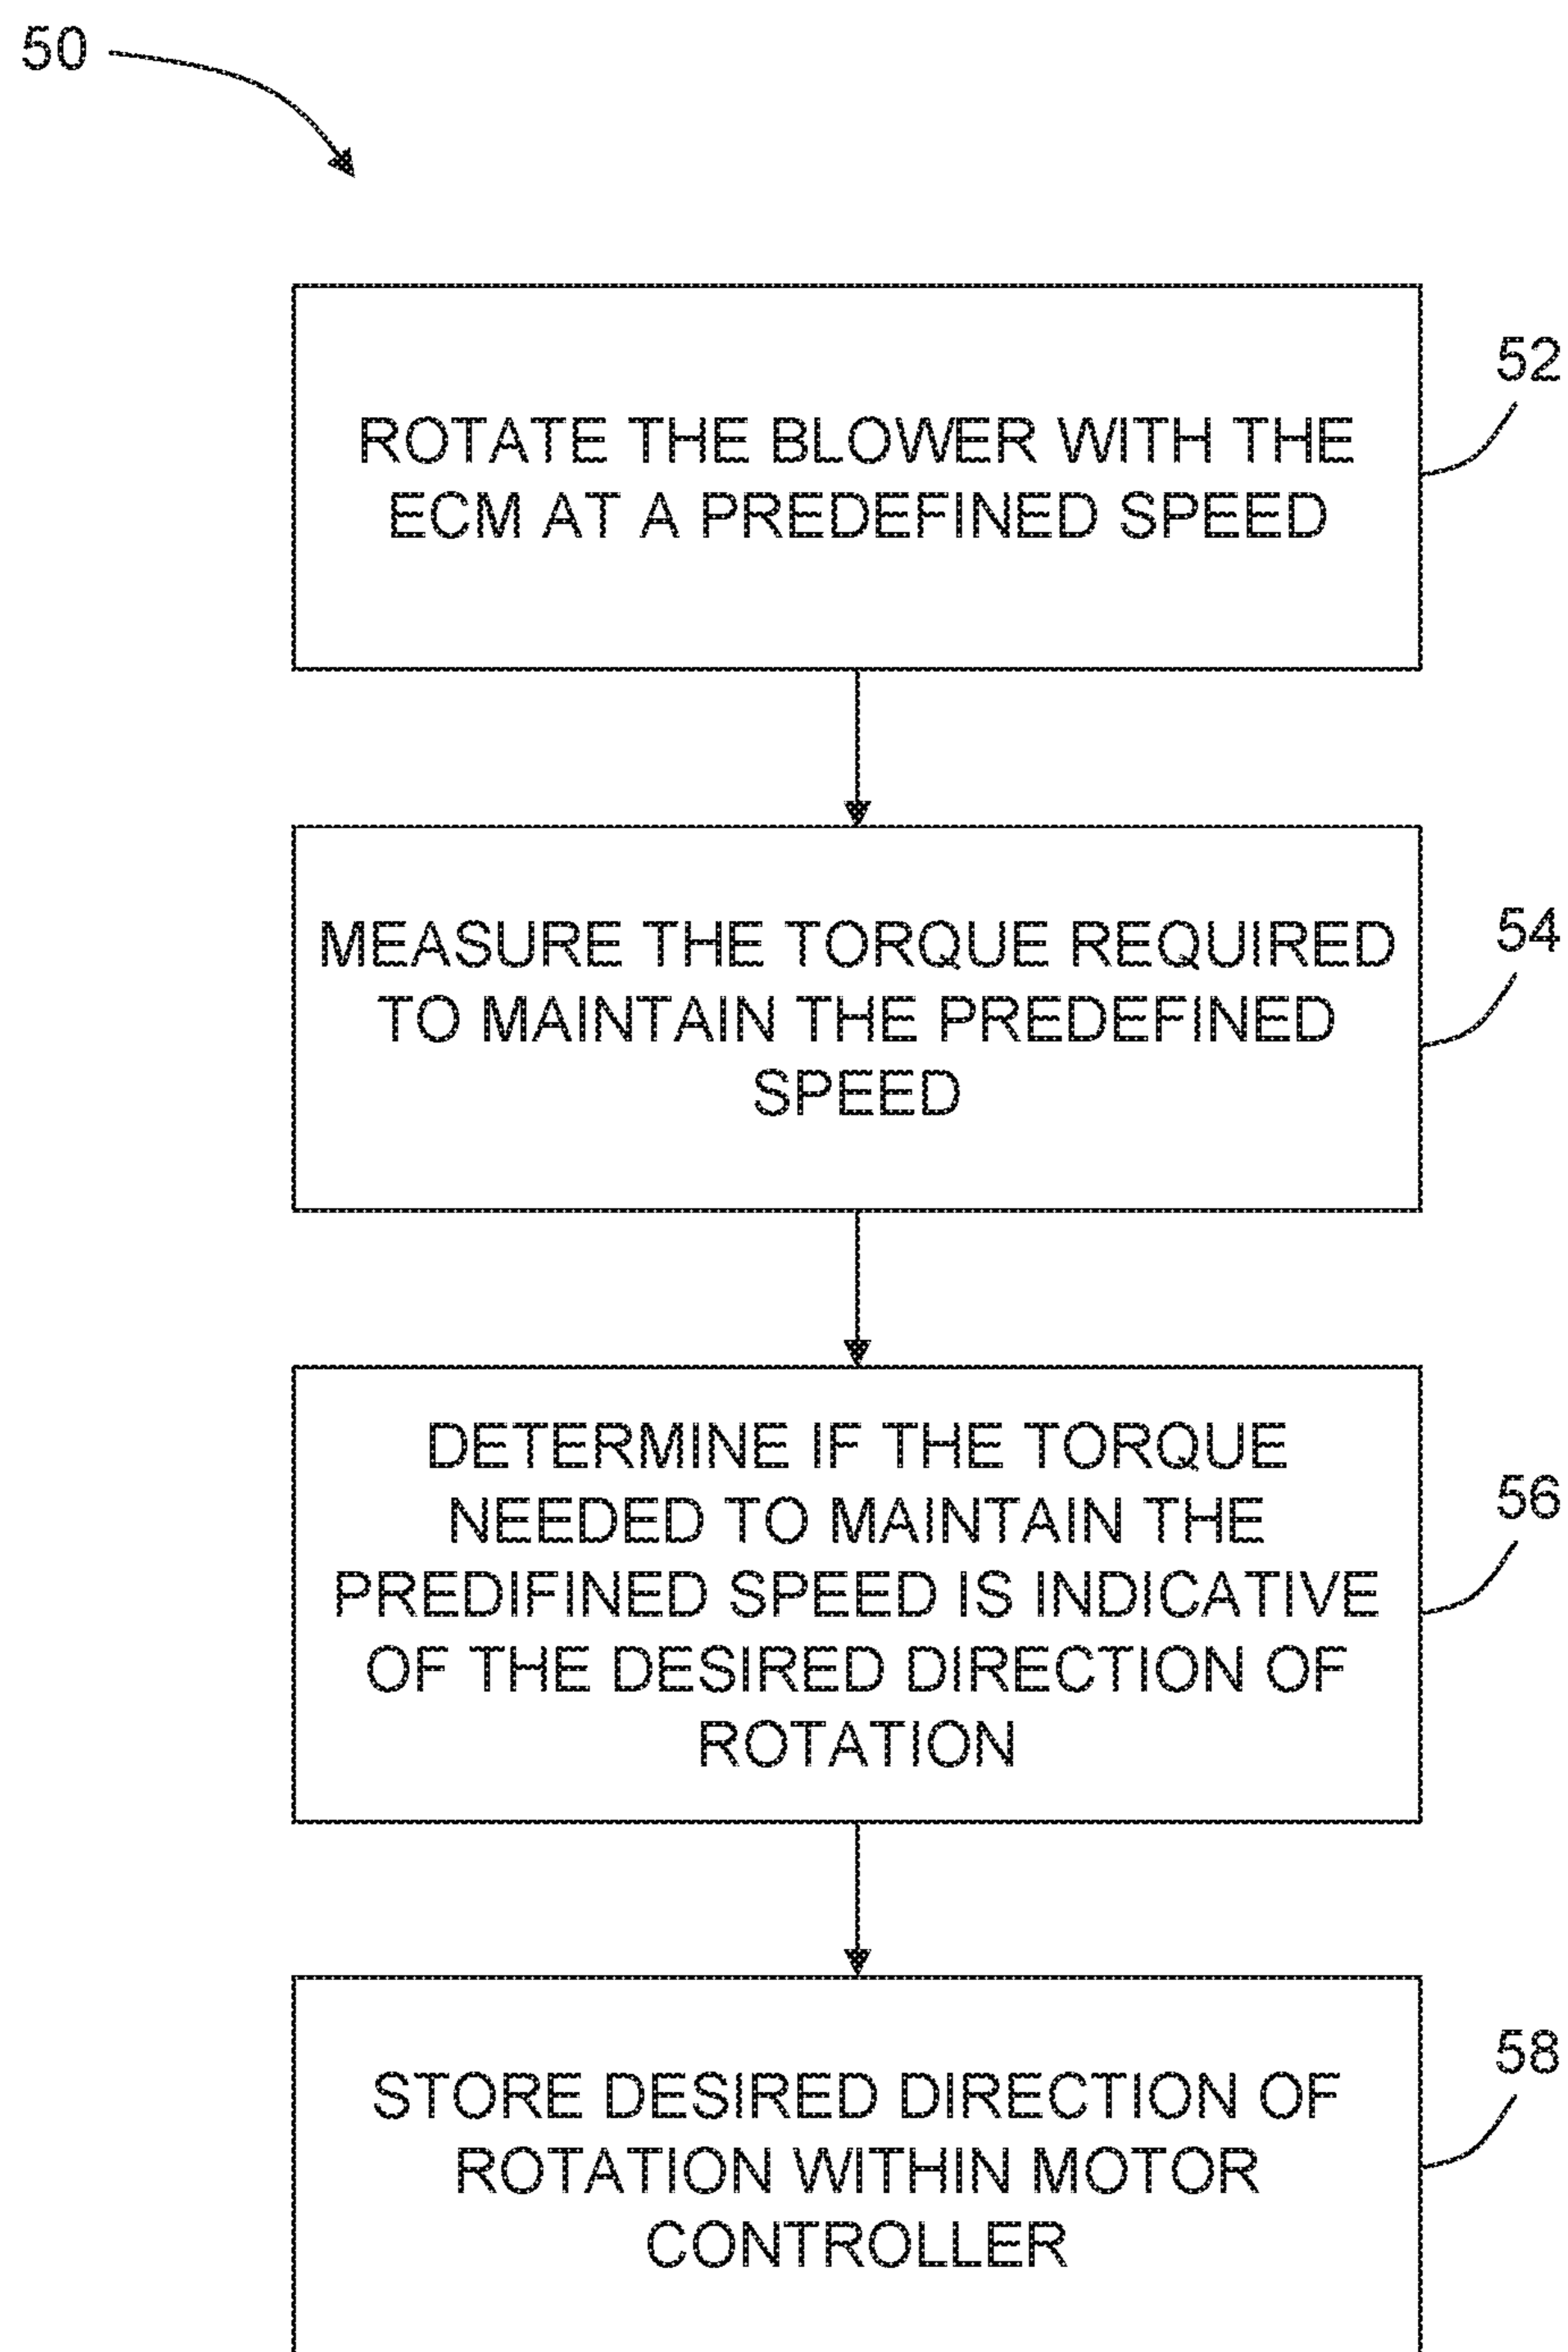 50
ROTATE THE BLOWER WITH THE
ECM AT A PREDEFINED SPEED
52
MEASURE THE TORQUE REQUIRED
TO MAINTAIN THE PREDEFINED
SPEED
54
DETERMINE IF THE TORQUE
NEEDED TO MAINTAIN THE
PREDIFINED SPEED IS INDICATIVE
OF THE DESIRED DIRECTION OF
ROTATION
56
STORE DESIRED DIRECTION OF
ROTATION WITHIN MOTOR
CONTROLLER
58